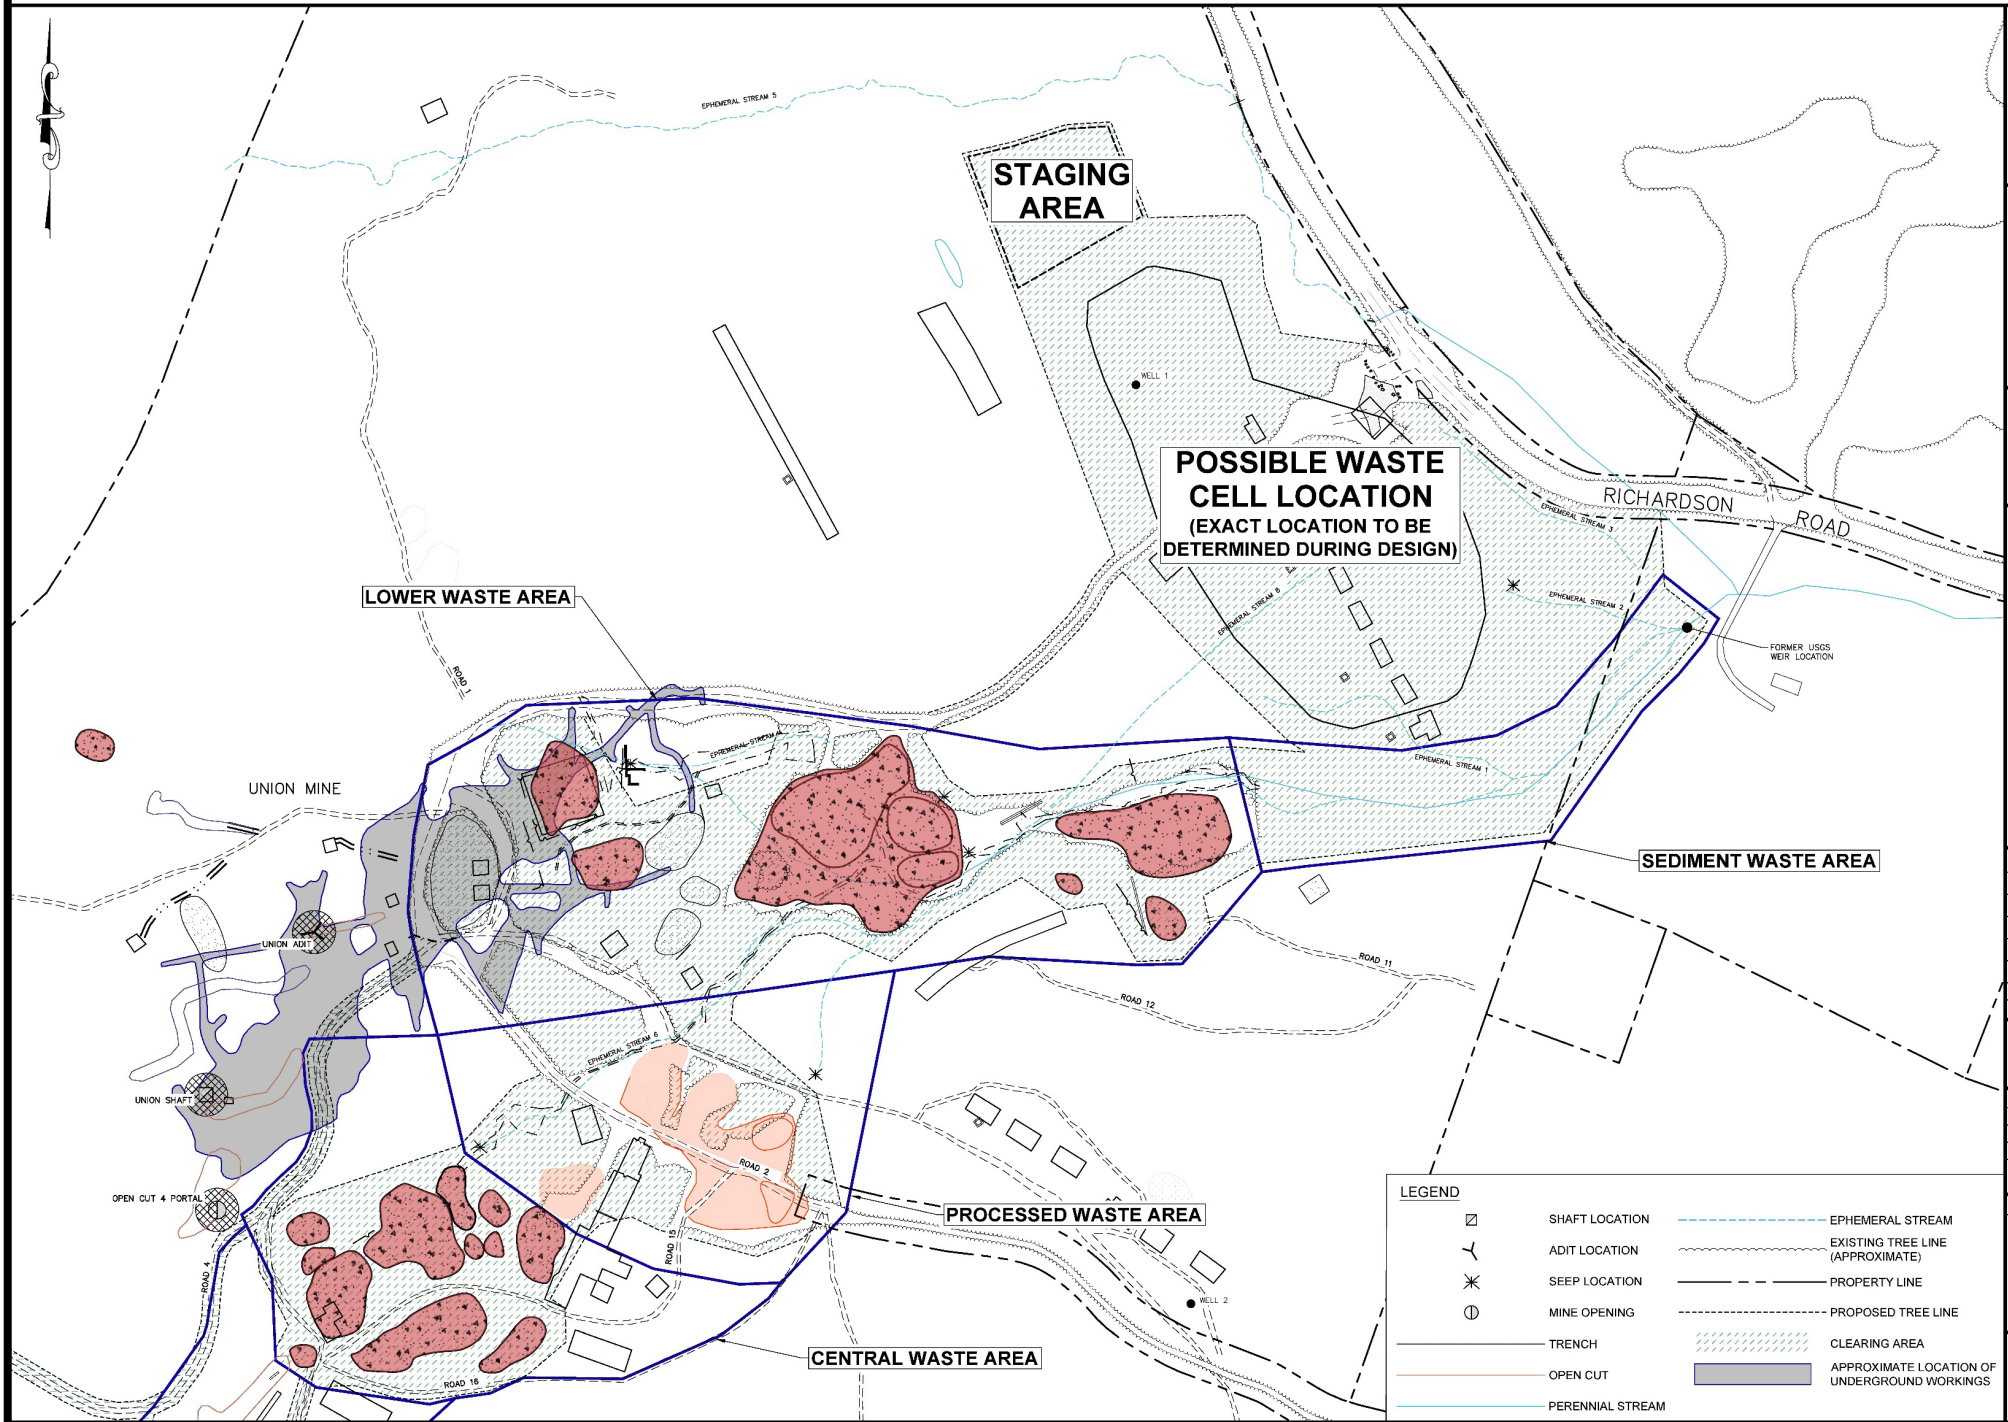 EPHEMERAL STREAM 5
STAGING
AREA
WELL 1
POSSIBLE WASTE
CELL LOCATION
(EXACT LOCATION TO BE
DETERMINED DURING DESIGN)
RICHARDSON
ROAD
EPHEMERAL STREAM 3
EPHEMERAL STREAM 2
EPHEMERAL STREAM 8
FORMER USGS
WEIR LOCATION
LOWER WASTE AREA
ROAD 1
EPHEMERAL STREAM 4
EPHEMERAL STREAM 1
UNION MINE
SEDIMENT WASTE AREA
UNION ADIT
ROAD 11
ROAD 12
EPHEMERAL STREAM 6
UNION SHAFT
ROAD 2
OPEN CUT 4 PORTAL
PROCESSED WASTE AREA
ROAD 15
ROAD 4
WELL 2
CENTRAL WASTE AREA
ROAD 16
LEGEND
SHAFT LOCATION
ADIT LOCATION
SEEP LOCATION
MINE OPENING
TRENCH
OPEN CUT
PERENNIAL STREAM
EPHEMERAL STREAM
EXISTING TREE LINE
(APPROXIMATE)
PROPERTY LINE
PROPOSED TREE LINE
CLEARING AREA
APPROXIMATE LOCATION OF
UNDERGROUND WORKINGS